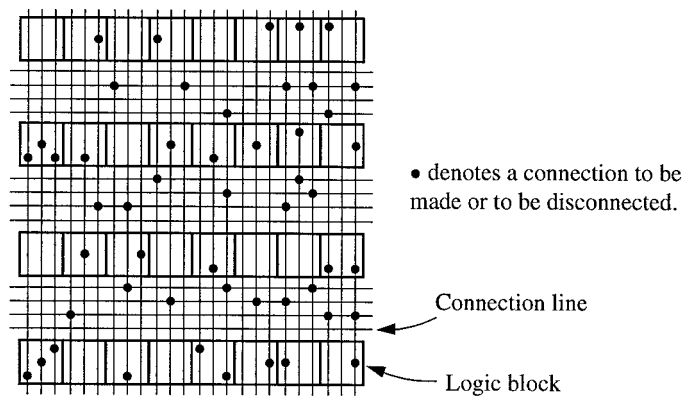 ● denotes a connection to be
made or to be disconnected.
Connection line
Logic block